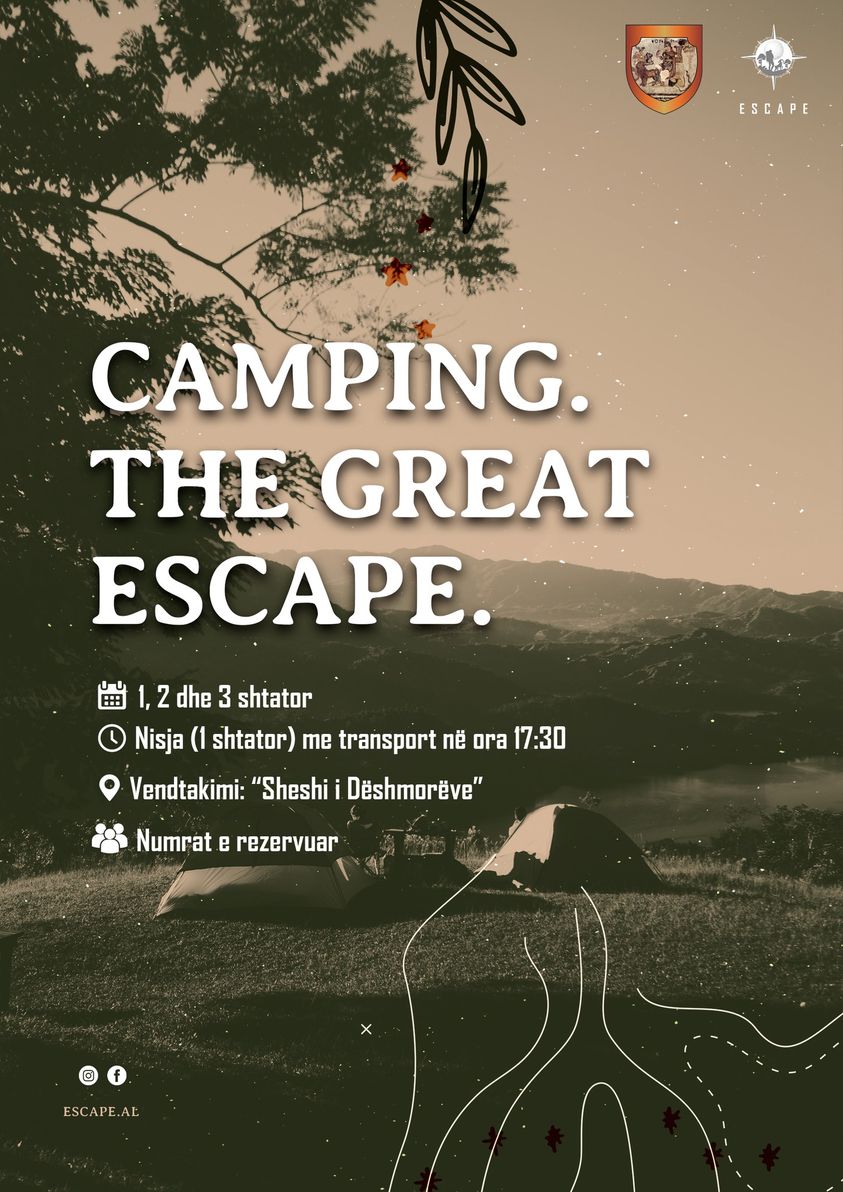 ESCAPE
CAMPING.
THE GREAT
ESCAPE.
1, 2 dhe 3 shtator
Nisja (1 shtator) me transport në ora 17:30
Vendtakimi: “Sheshi i Dëshmorëve”
Numrat e rezervuar
ESCAPE.AL